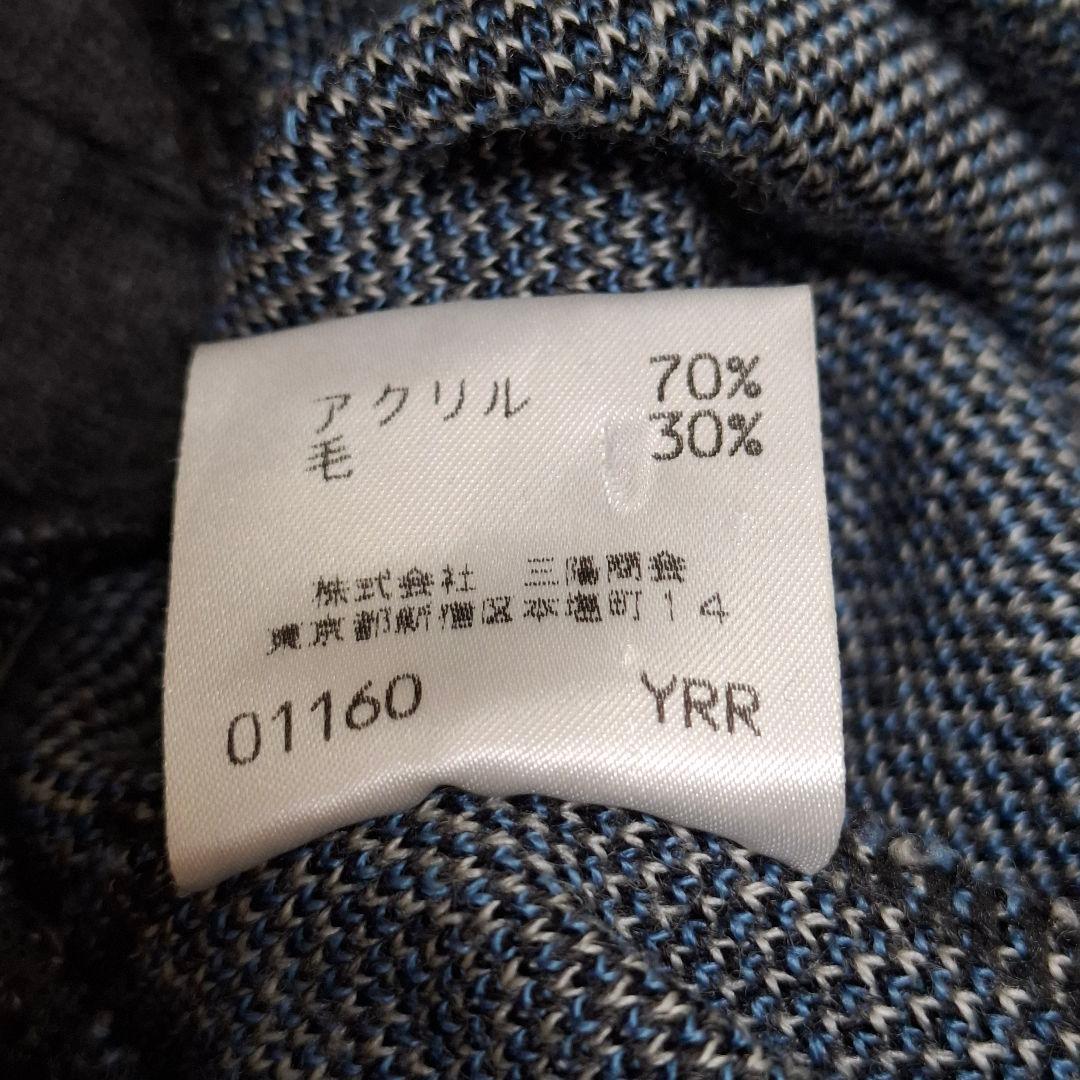 アクリル 70%
毛 30%
株式会社 三陽商会
東京都新宿区本塩町14
01160 YRR